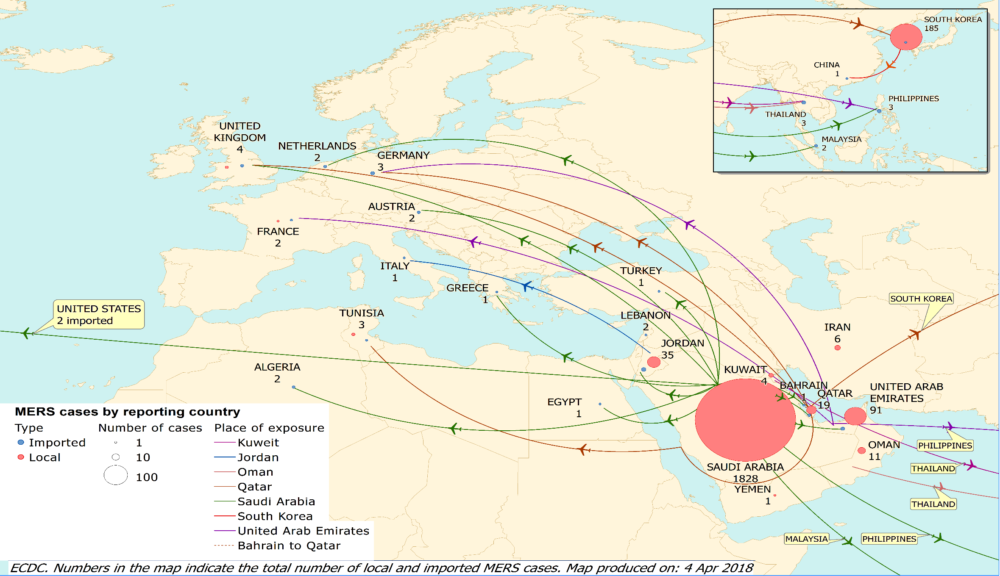 SOUTH KOREA
185
CHINA
1
PHILIPPINES
3
THAILAND
3
MALAYSIA
2
UNITED
KINGDOM
4
NETHERLANDS
2
GERMANY
3
AUSTRIA
2
FRANCE
2
ITALY
1
GREECE
1
TURKEY
1
UNITED STATES
2 imported
TUNISIA
3
LEBANON
2
SOUTH KOREA
IRAN
6
JORDAN
35
ALGERIA
2
KUWAIT
4
BAHRAIN
1
QATAR
19
UNITED ARAB
EMIRATES
91
EGYPT
1
PHILIPPINES
OMAN
11
THAILAND
SAUDI ARABIA
1828
YEMEN
1
THAILAND
MALAYSIA
PHILIPPINES
MERS cases by reporting country
Type
Imported
Local
Number of cases
1
10
100
Place of exposure
Kuweit
Jordan
Oman
Qatar
Saudi Arabia
South Korea
United Arab Emirates
Bahrain to Qatar
ECDC. Numbers in the map indicate the total number of local and imported MERS cases. Map produced on: 4 Apr 2018